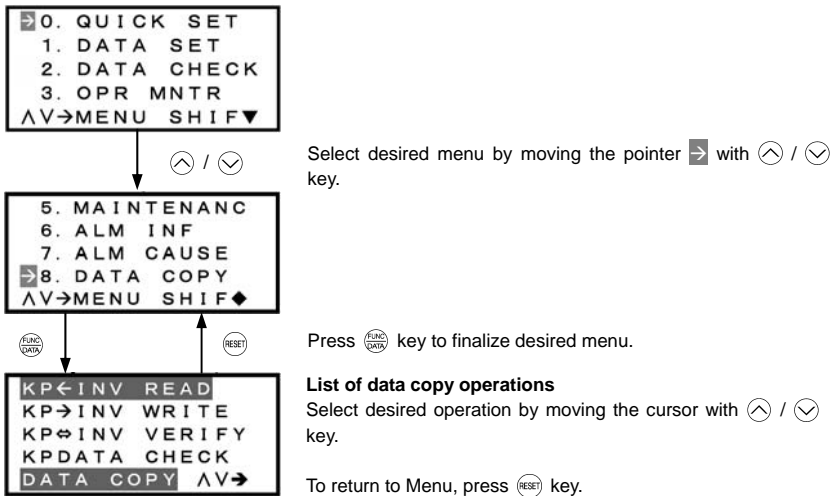 →0. QUICK SET
1. DATA SET
2. DATA CHECK
3. OPR MNTR
∧∨→MENU SHIF▼
∧ / ∨
Select desired menu by moving the pointer → with ∧ / ∨
key.
5. MAINTENANC
6. ALM INF
7. ALM CAUSE
→8. DATA COPY
∧∨→MENU SHIF◆
FUNC
DATA
RESET
Press FUNC DATA key to finalize desired menu.
KP←INV READ
KP→INV WRITE
KP⇔INV VERIFY
KPDATA CHECK
DATA COPY ∧∨→
List of data copy operations
Select desired operation by moving the cursor with ∧ / ∨
key.
To return to Menu, press RESET key.